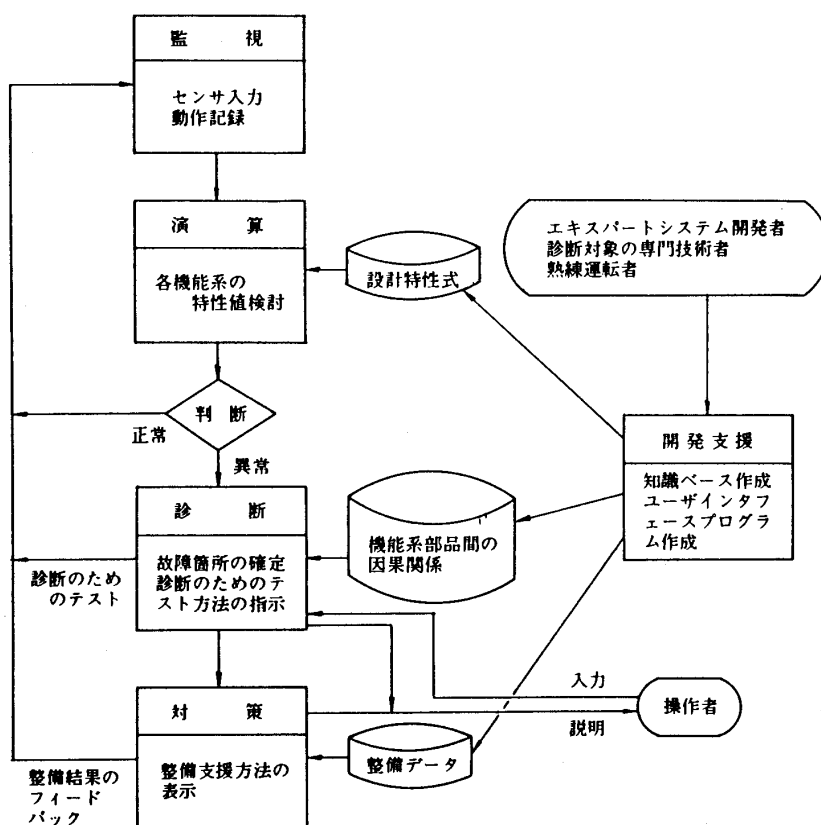 監視
センサ入力
動作記録
演算
各機能系の
特性値検討
設計特性式
エキスパートシステム開発者
診断対象の専門技術者
熟練運転者
判断
正常
異常
開発支援
知識ベース作成
ユーザインタフ
ェースプログラ
ム作成
診断
故障箇所の確定
診断のためのテ
スト方法の指示
機能系部品間の
因果関係
診断のため
のテスト
入力
操作者
説明
対策
整備支援方法の
表示
整備データ
整備結果の
フィード
バック